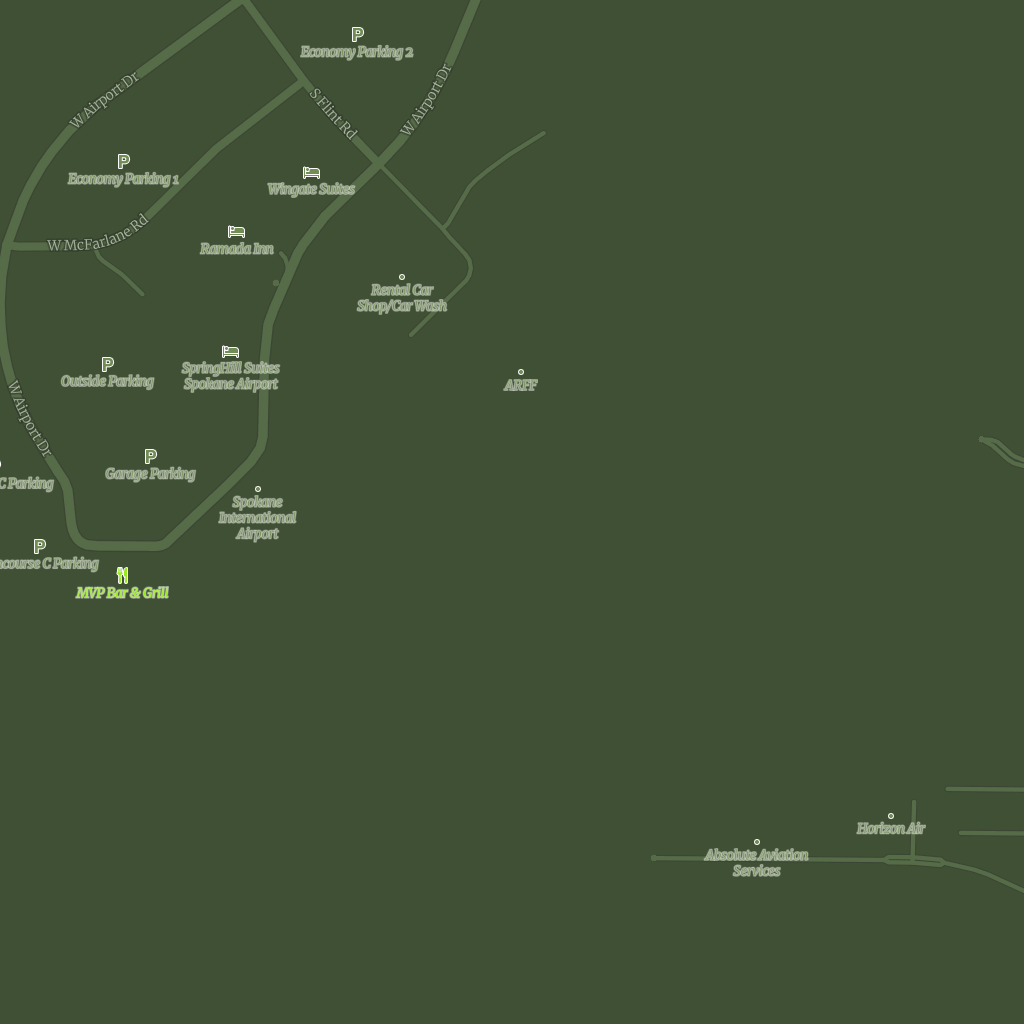 P
Economy Parking 2
W Airport Dr
W Airport Dr
S Flint Rd
P
Economy Parking 1
Wingate Suites
W McFarlane Rd
Ramada Inn
Rental Car
Shop/Car Wash
P
Outside Parking
SpringHill Suites
Spokane Airport
ARFF
W Airport Dr
P
Garage Parking
C Parking
Spokane
International
Airport
P
ncourse C Parking
MVP Bar & Grill
Horizon Air
Absolute Aviation
Services